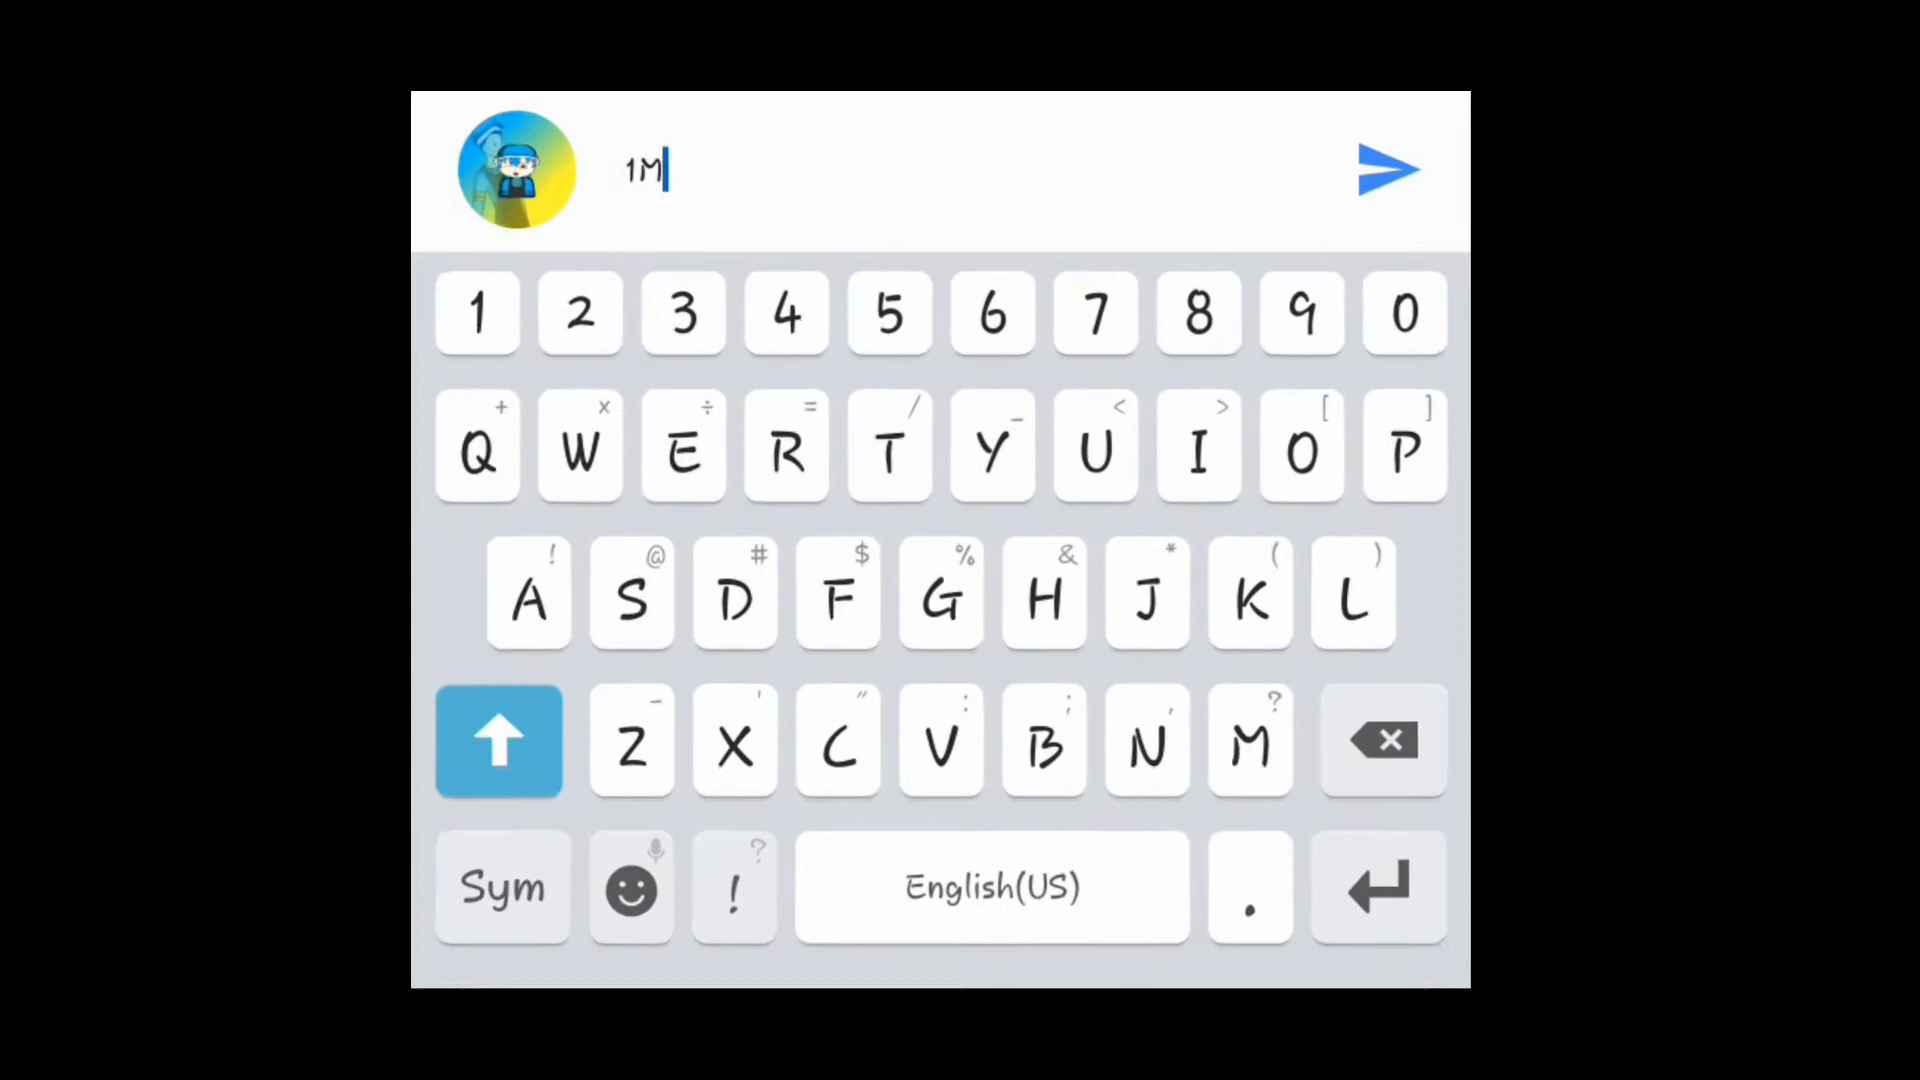 1M
1 2 3 4 5 6 7 8 9 0
+ × ÷ = / _ < > [ ]
Q W E R T Y U I O P
! @ # $ % & * ( )
A S D F G H J K L
- ' " : ; , ?
Z X C V B N M
?
Sym ! English(US) .